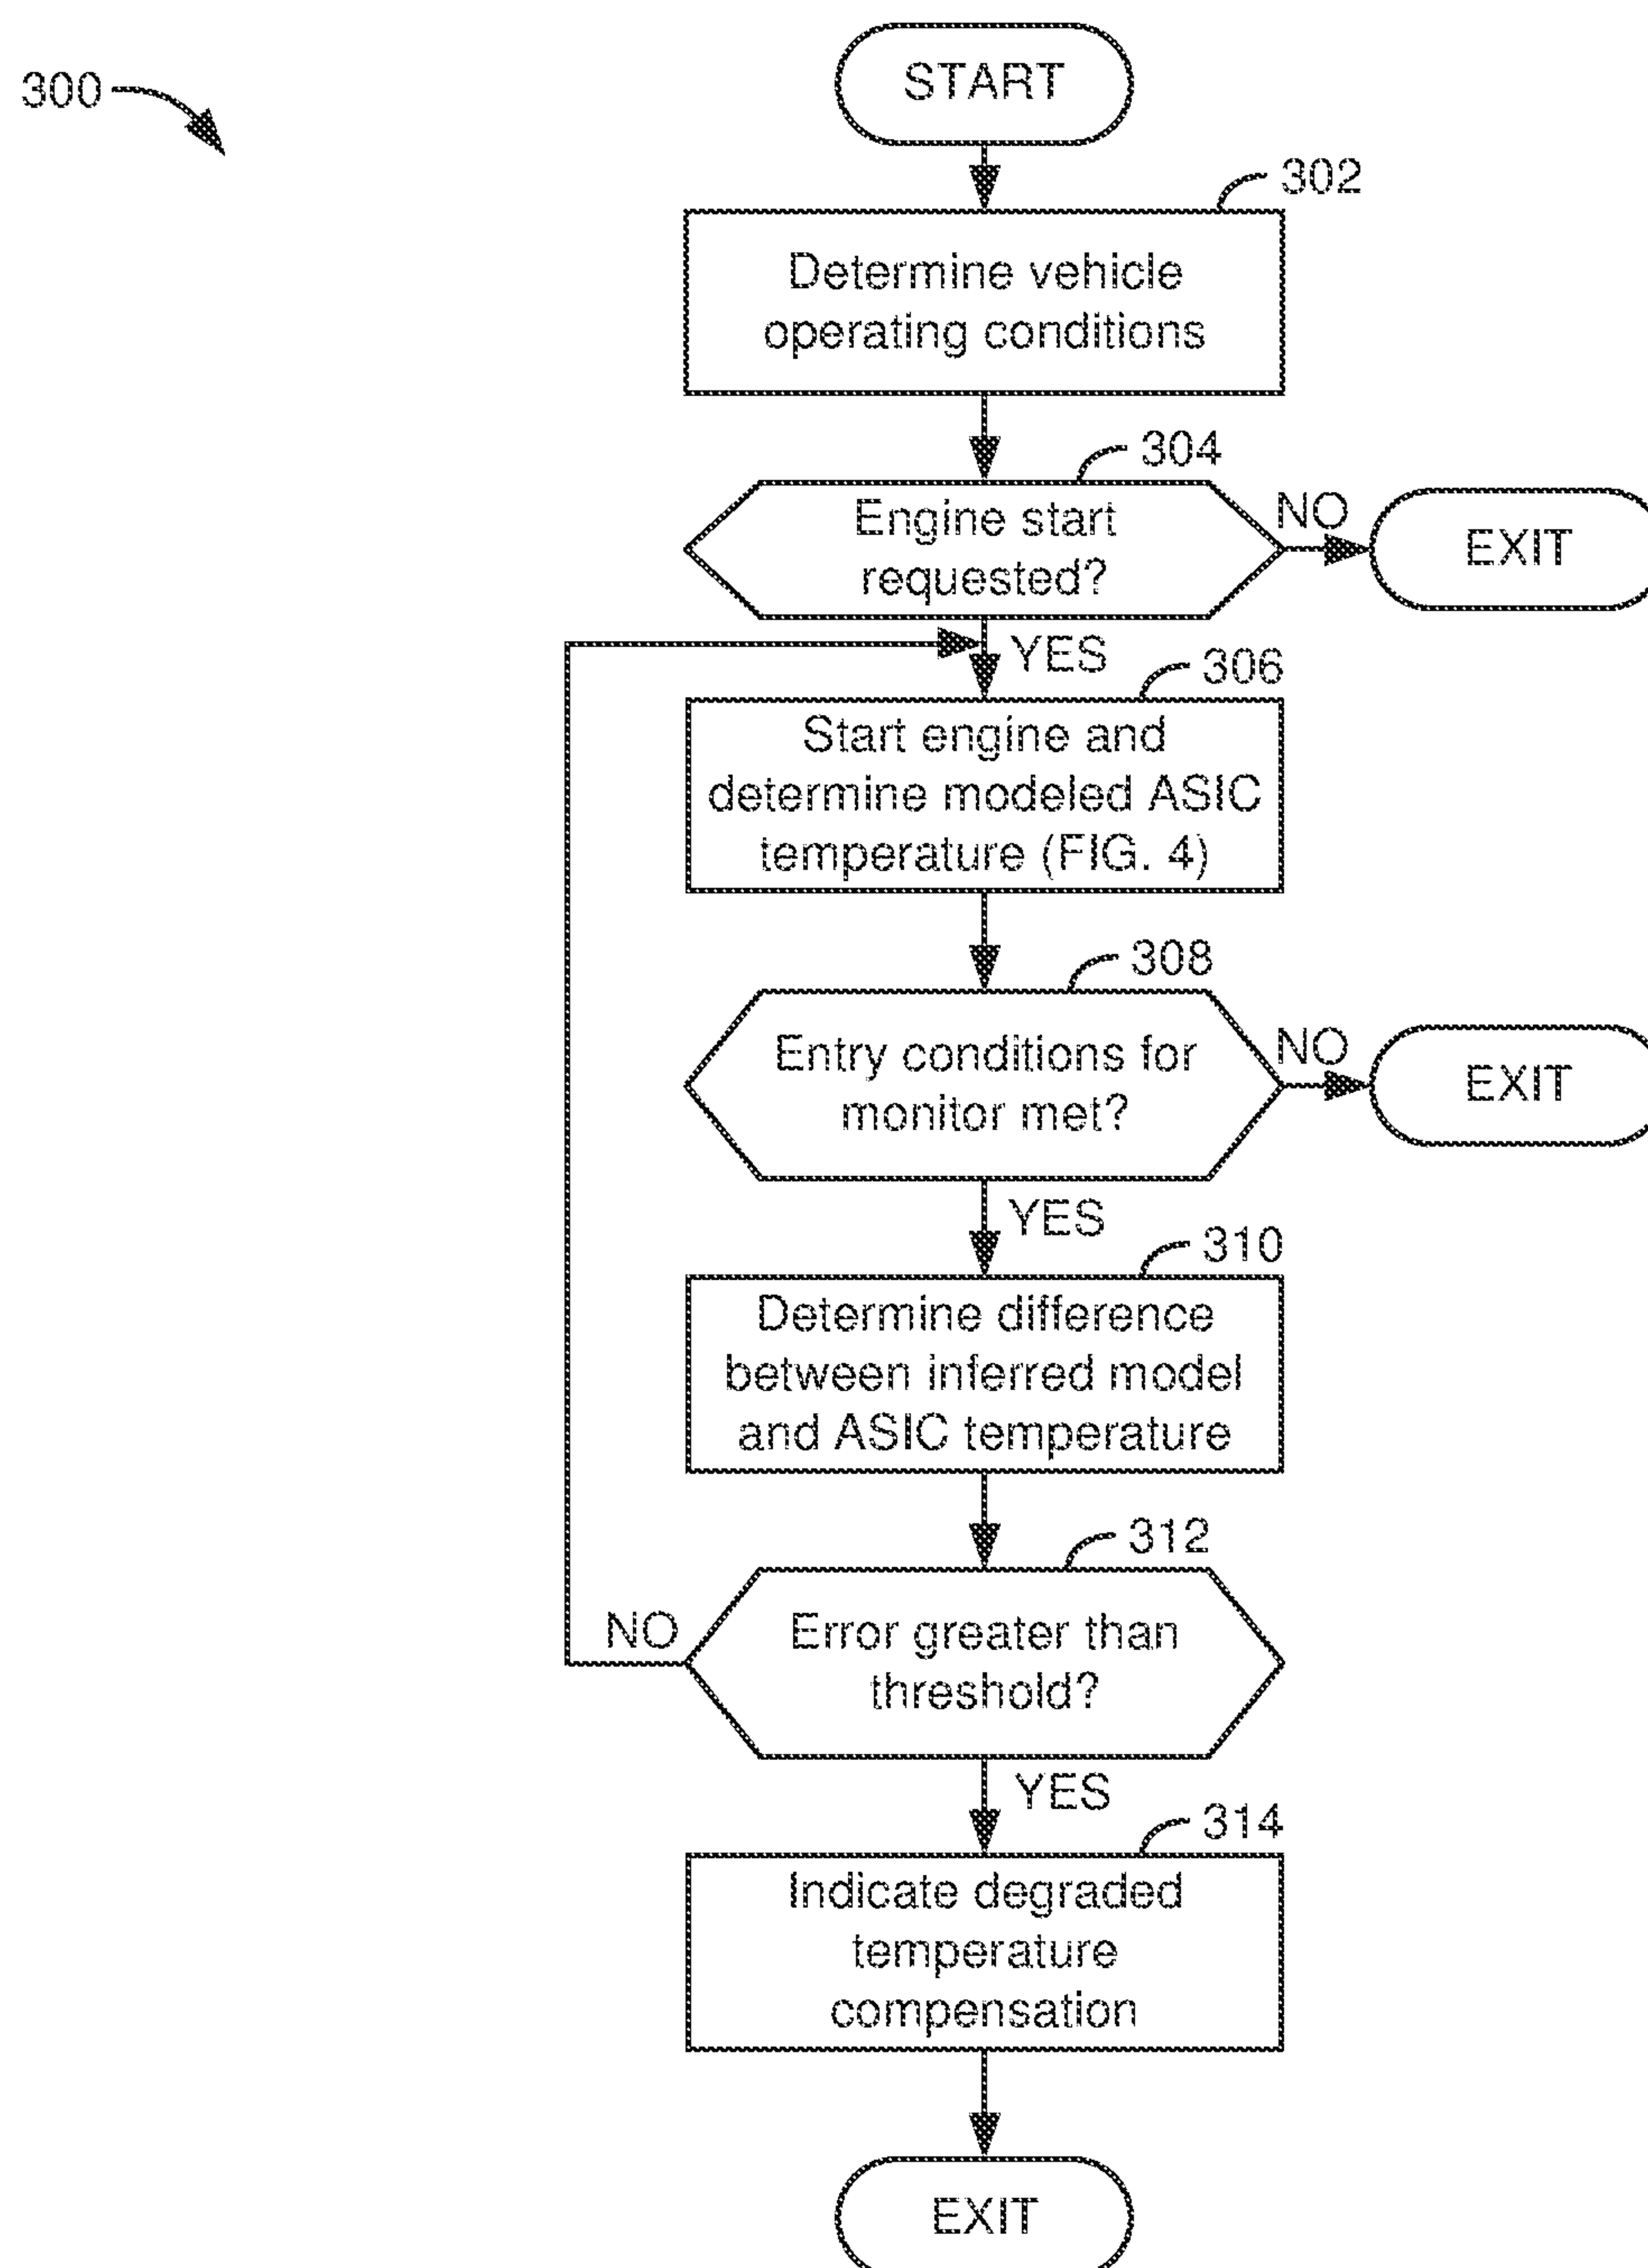 300
START
302
Determine vehicle
operating conditions
304
Engine start
requested?
NO
EXIT
YES
306
Start engine and
determine modeled ASIC
temperature (FIG. 4)
308
Entry conditions for
monitor met?
NO
EXIT
YES
310
Determine difference
between inferred model
and ASIC temperature
312
Error greater than
threshold?
NO
YES
314
Indicate degraded
temperature
compensation
EXIT